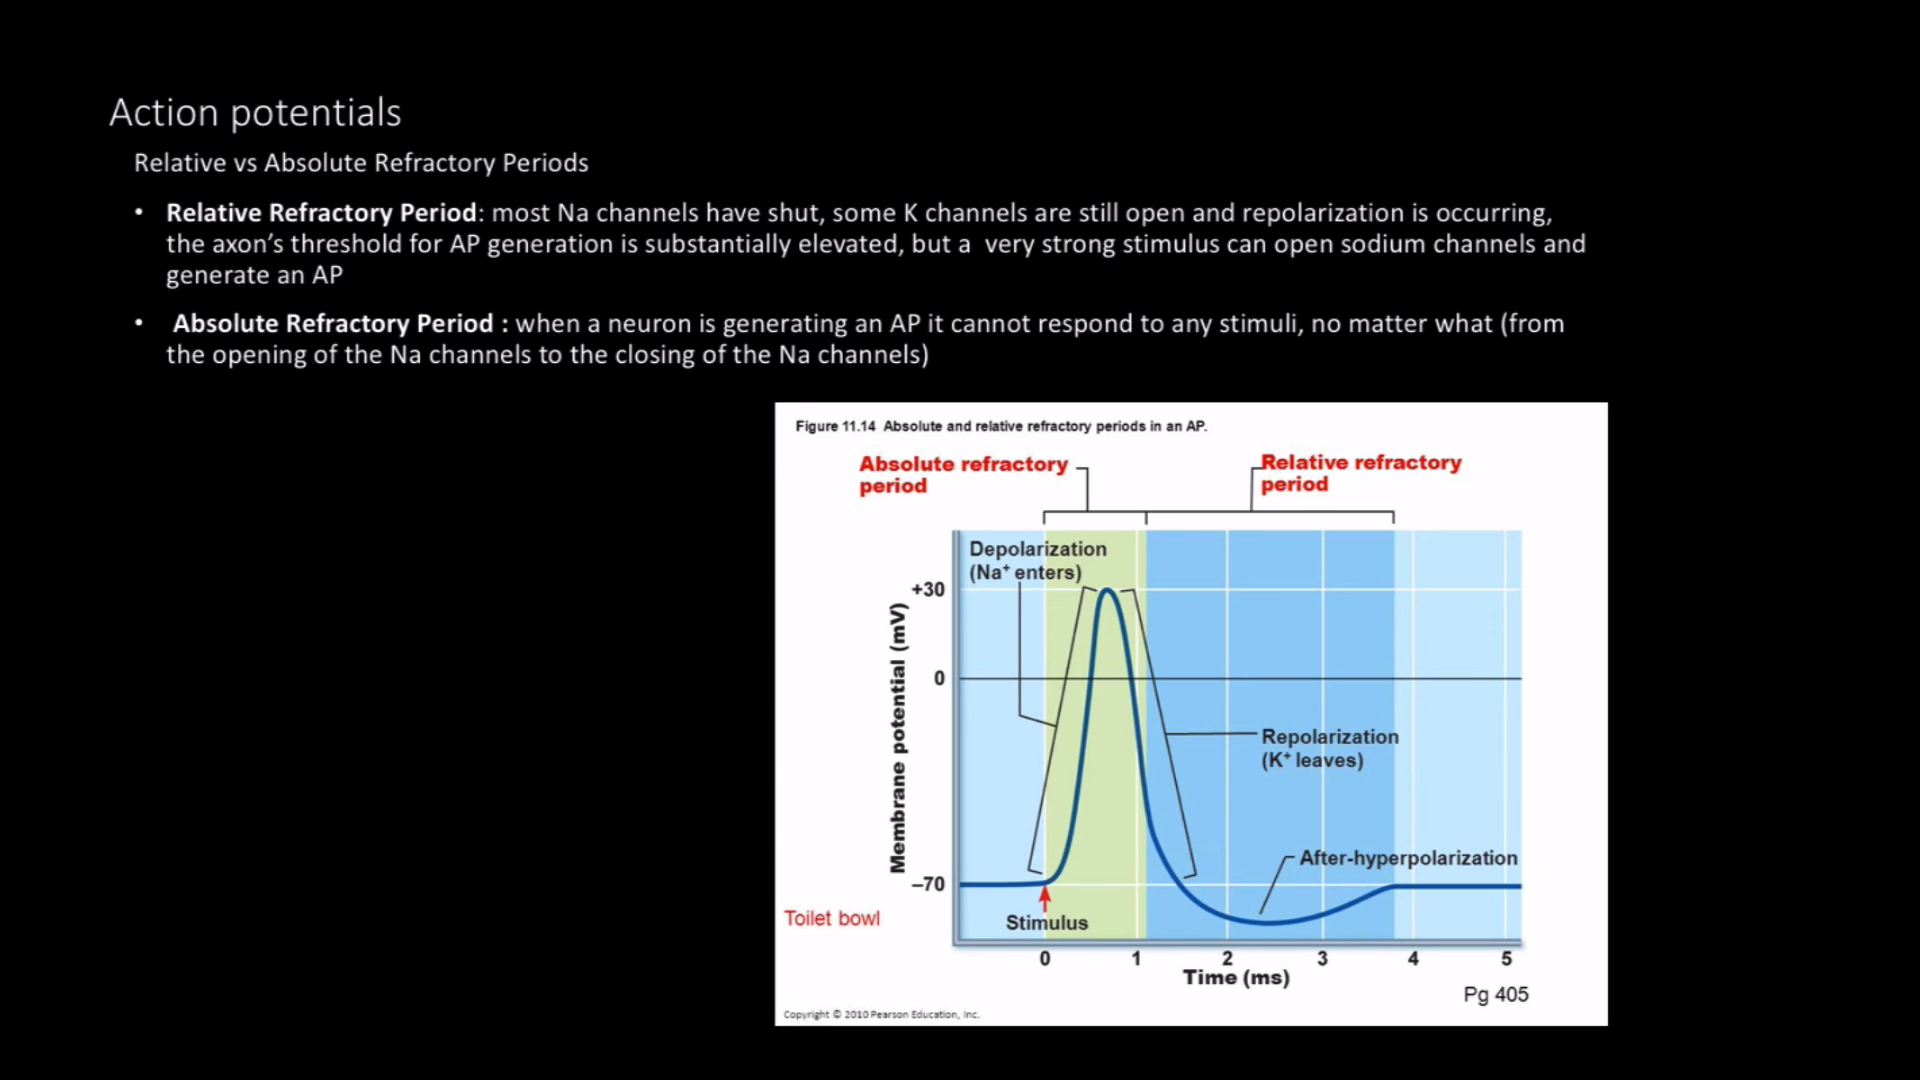 Action potentials
Relative vs Absolute Refractory Periods
• Relative Refractory Period: most Na channels have shut, some K channels are still open and repolarization is occurring,
the axon’s threshold for AP generation is substantially elevated, but a very strong stimulus can open sodium channels and
generate an AP
• Absolute Refractory Period : when a neuron is generating an AP it cannot respond to any stimuli, no matter what (from
the opening of the Na channels to the closing of the Na channels)
Figure 11.14 Absolute and relative refractory periods in an AP.
Absolute refractory
period
Relative refractory
period
Depolarization
(Na⁺ enters)
+30
0
–70
Membrane potential (mV)
Repolarization
(K⁺ leaves)
After-hyperpolarization
Toilet bowl
Stimulus
0 1 2 3 4 5
Time (ms)
Pg 405
Copyright © 2010 Pearson Education, Inc.